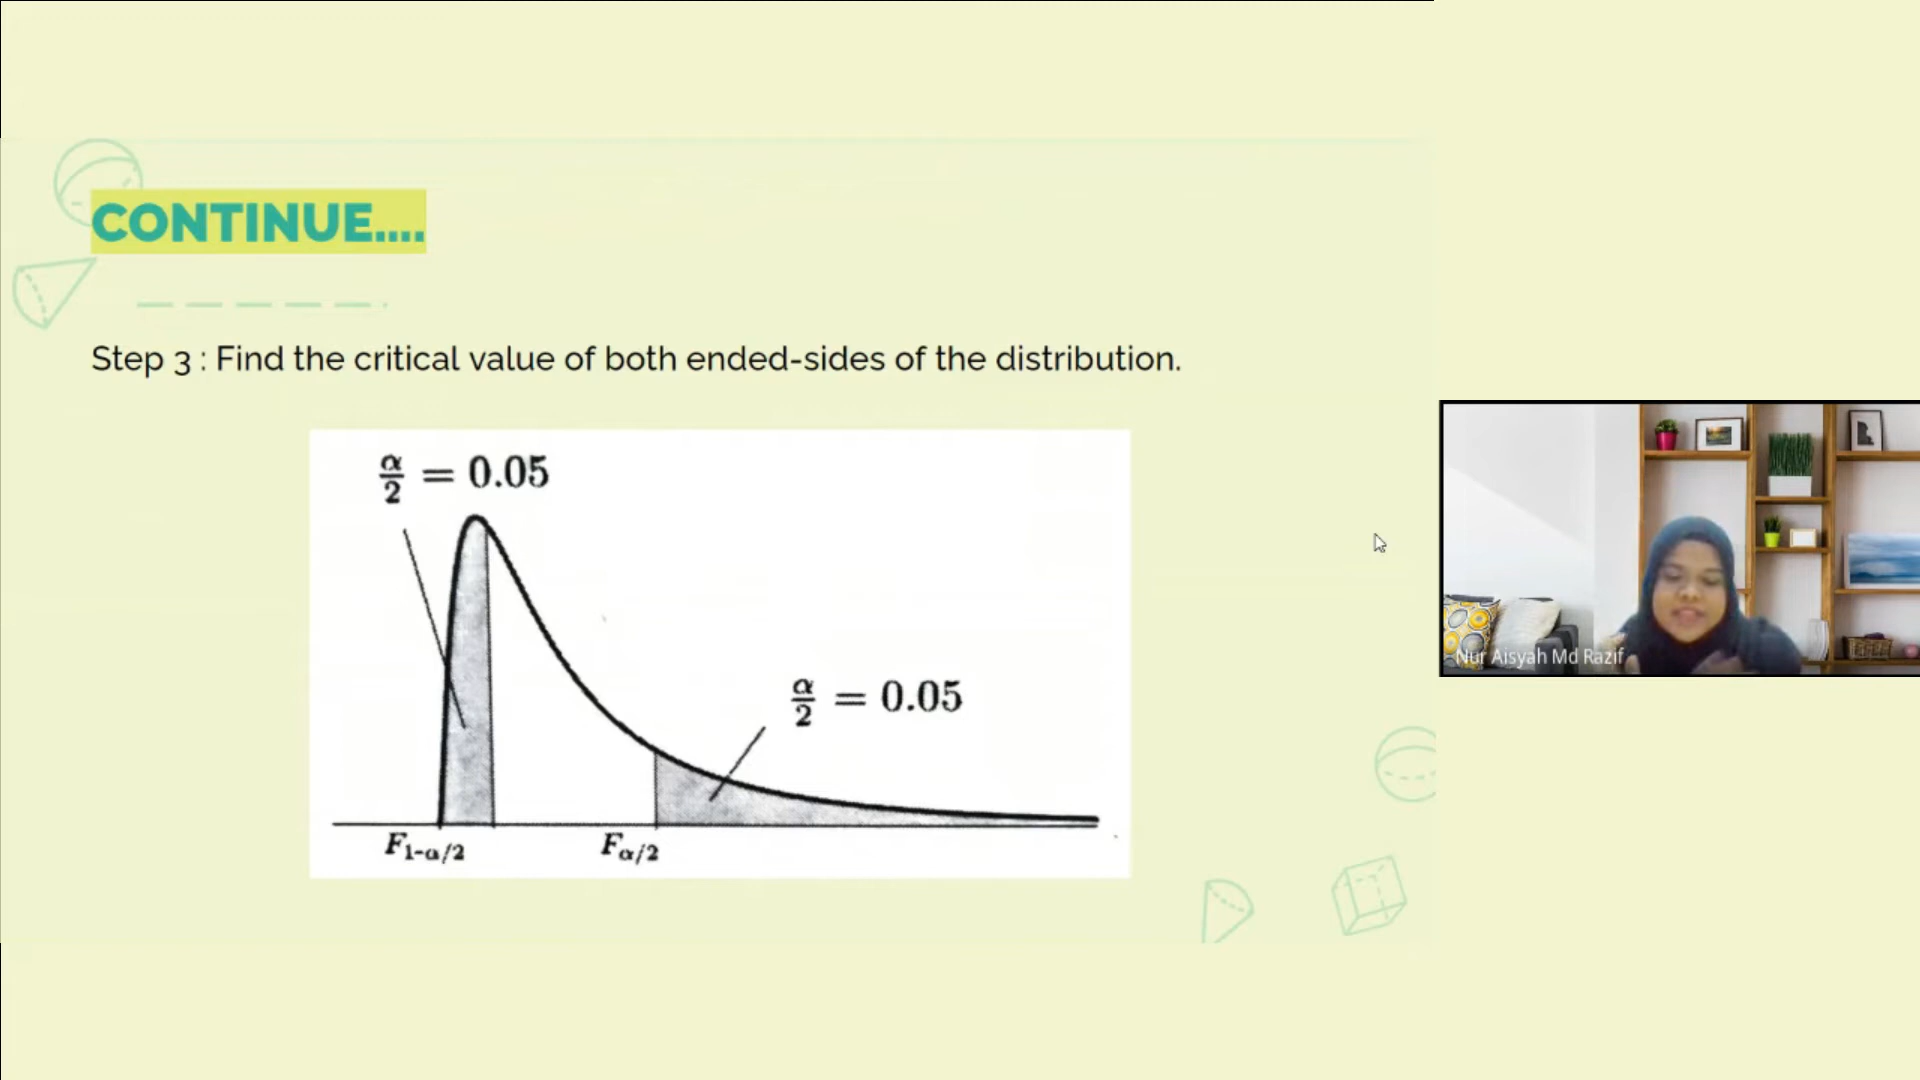 CONTINUE....
Step 3 : Find the critical value of both ended-sides of the distribution.
α/2 = 0.05
α/2 = 0.05
F1-α/2
Fα/2
Nur Aisyah Md Razif